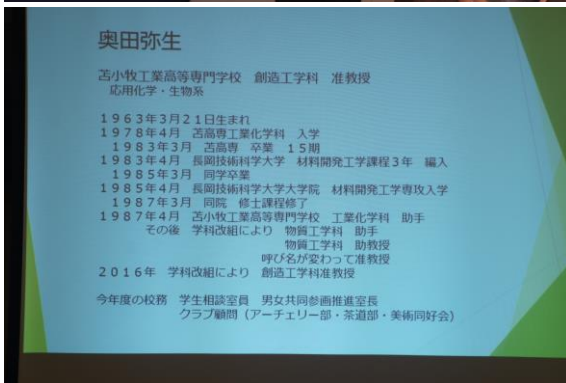 奥田弥生
苫小牧工業高等専門学校　創造工学科　准教授
応用化学・生物系
１９６３年３月２１日生まれ
１９７８年４月　苫高専工業化学科　入学
１９８３年３月　苫高専　卒業　１５期
１９８３年４月　長岡技術科学大学　材料開発工学課程３年　編入
１９８５年３月　同学卒業
１９８５年４月　長岡技術科学大学大学院　材料開発工学専攻入学
１９８７年３月　同院　修士課程修了
１９８７年４月　苫小牧工業高等専門学校　工業化学科　助手
その後　学科改組により　物質工学科　助手
物質工学科　助教授
呼び名が変わって准教授
２０１６年　学科改組により　創造工学科准教授
今年度の校務　学生相談室員　男女共同参画推進室長
クラブ顧問（アーチェリー部・茶道部・美術同好会）